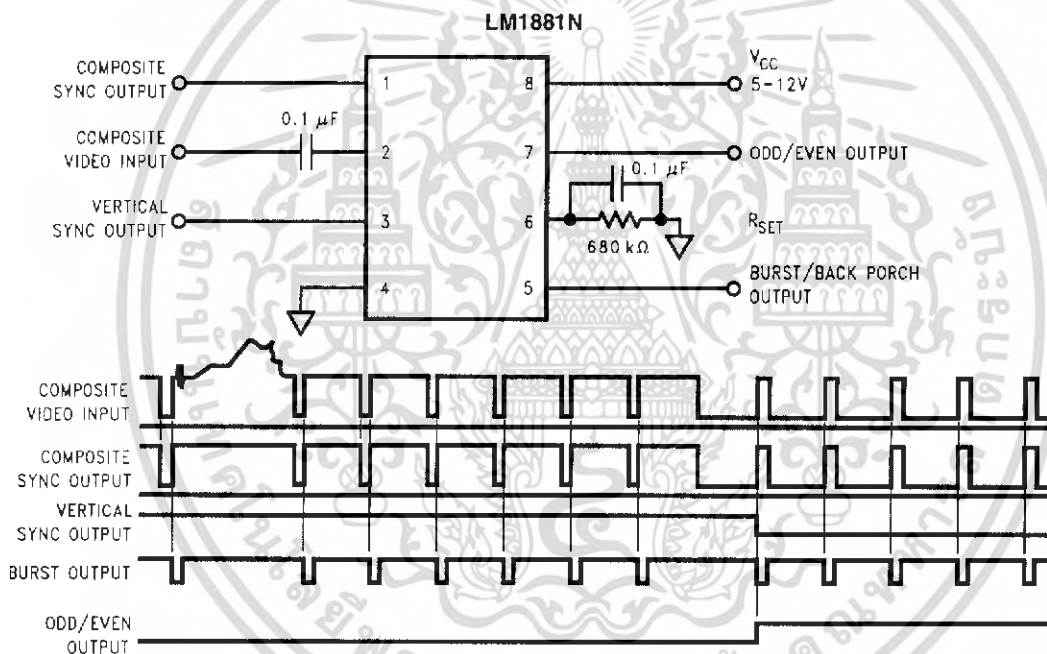 LM1881N
COMPOSITE
SYNC OUTPUT
1
8
V_CC
5-12V
0.1 μF
COMPOSITE
VIDEO INPUT
2
7
ODD/EVEN OUTPUT
0.1 μF
VERTICAL
SYNC OUTPUT
3
6
R_SET
680 kΩ
4
5
BURST/BACK PORCH
OUTPUT
COMPOSITE
VIDEO INPUT
COMPOSITE
SYNC OUTPUT
VERTICAL
SYNC OUTPUT
BURST OUTPUT
ODD/EVEN
OUTPUT